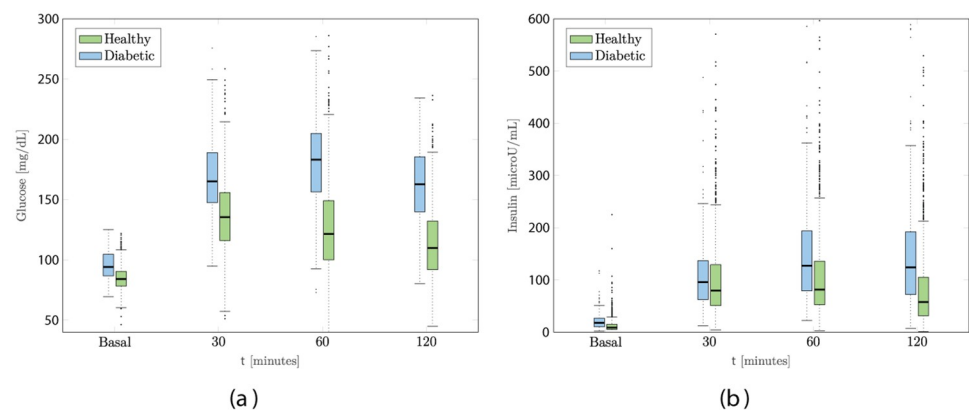 300
250
200
150
100
50
Glucose [mg/dL]
Healthy
Diabetic
Basal 30 60 120
t [minutes]
(a)
600
500
400
300
200
100
0
Insulin [microU/mL]
Healthy
Diabetic
Basal 30 60 120
t [minutes]
(b)